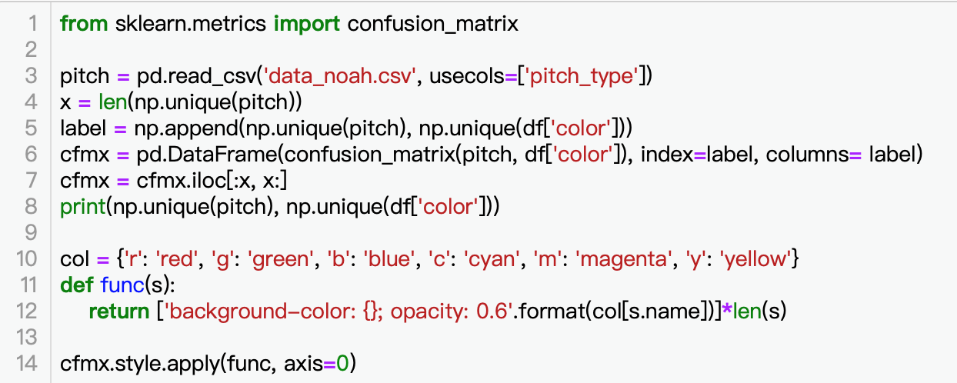 1 from sklearn.metrics import confusion_matrix
2
3 pitch = pd.read_csv('data_noah.csv', usecols=['pitch_type'])
4 x = len(np.unique(pitch))
5 label = np.append(np.unique(pitch), np.unique(df['color']))
6 cfmx = pd.DataFrame(confusion_matrix(pitch, df['color']), index=label, columns= label)
7 cfmx = cfmx.iloc[:x, x:]
8 print(np.unique(pitch), np.unique(df['color']))
9
10 col = {'r': 'red', 'g': 'green', 'b': 'blue', 'c': 'cyan', 'm': 'magenta', 'y': 'yellow'}
11 def func(s):
12     return ['background-color: {}; opacity: 0.6'.format(col[s.name])]*len(s)
13
14 cfmx.style.apply(func, axis=0)